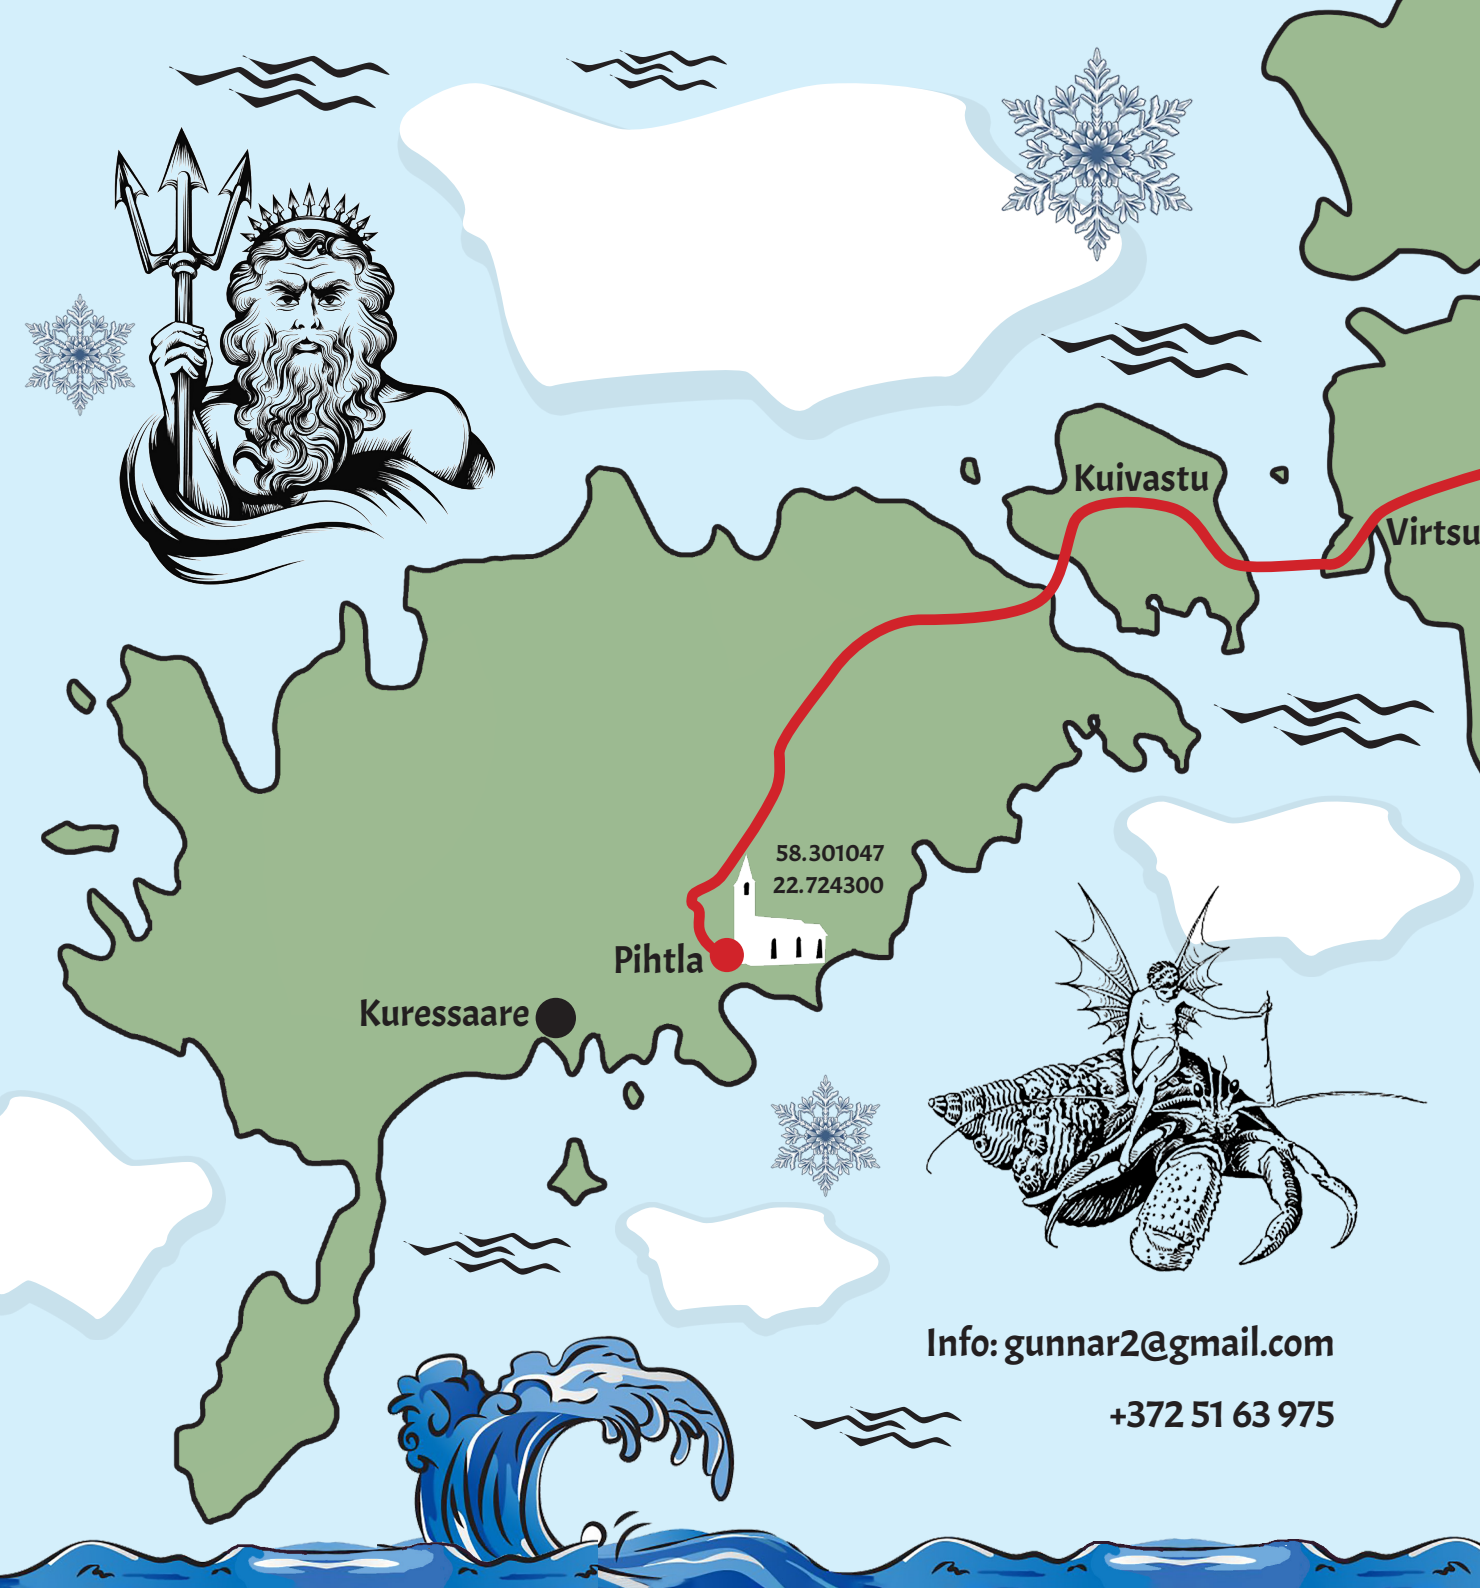 Kuivastu
Virtsu
58.301047
22.724300
Pihtla
Kuressaare
Info: gunnar2@gmail.com
+372 51 63 975